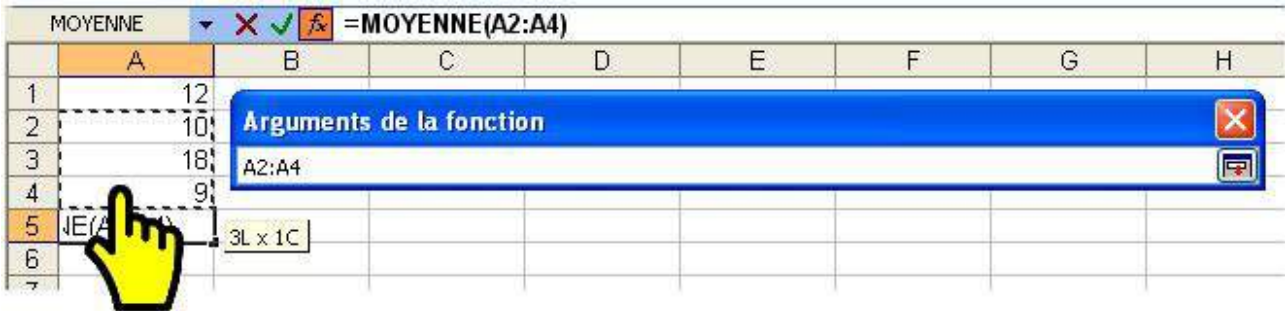 MOYENNE =MOYENNE(A2:A4)
A B C D E F G H
1 12
2 10 Arguments de la fonction
3 18 A2:A4
4 9
5 3L x 1C
6